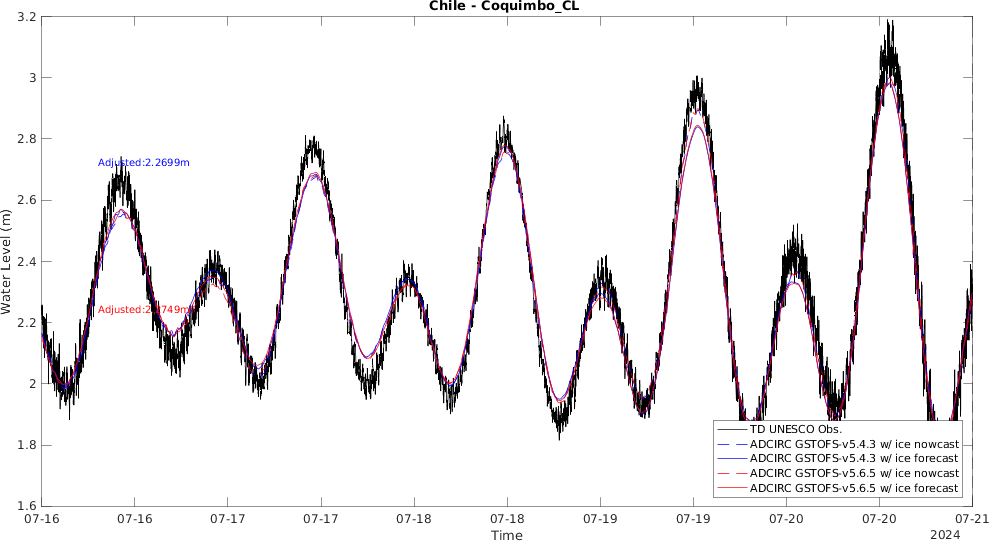 Chile - Coquimbo_CL
Water Level (m)
3.2
3
2.8
2.6
2.4
2.2
2
1.8
1.6
Adjusted:2.2699m
TD UNESCO Obs.
ADCIRC GSTOFS-v5.4.3 w/ ice nowcast
ADCIRC GSTOFS-v5.4.3 w/ ice forecast
ADCIRC GSTOFS-v5.6.5 w/ ice nowcast
ADCIRC GSTOFS-v5.6.5 w/ ice forecast
07-16 07-16 07-17 07-17 07-18 07-18 07-19 07-19 07-20 07-20 07-21
Time
2024